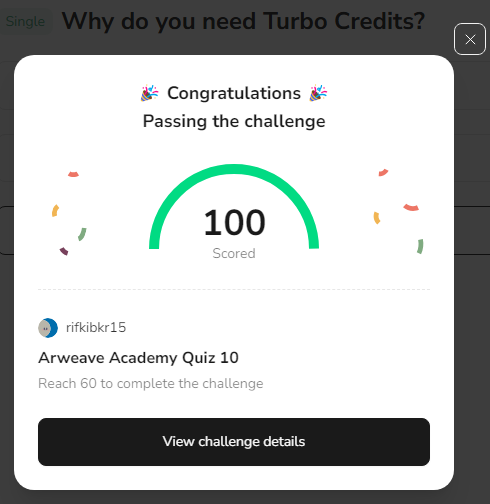 Single Why do you need Turbo Credits?
🎉 Congratulations 🎉
Passing the challenge
100
Scored
rifkibkr15
Arweave Academy Quiz 10
Reach 60 to complete the challenge
View challenge details